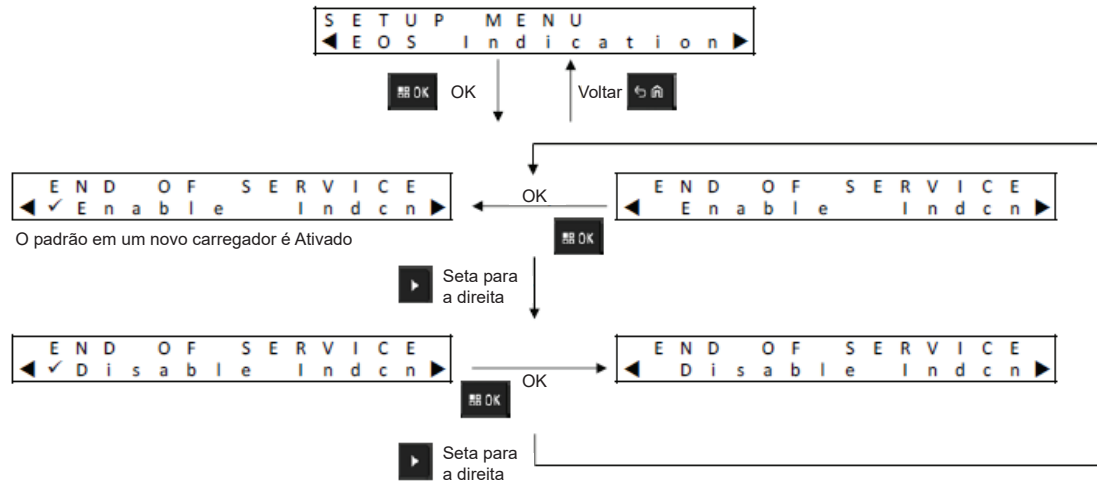 SETUP MENU
◀EOS Indication▶
OK OK Voltar
END OF SERVICE
◀✓Enable Indcn▶
OK
END OF SERVICE
◀ Enable Indcn▶
O padrão em um novo carregador é Ativado
OK
Seta para
a direita
END OF SERVICE
◀✓Disable Indcn▶
OK
OK
END OF SERVICE
◀ Disable Indcn▶
Seta para
a direita